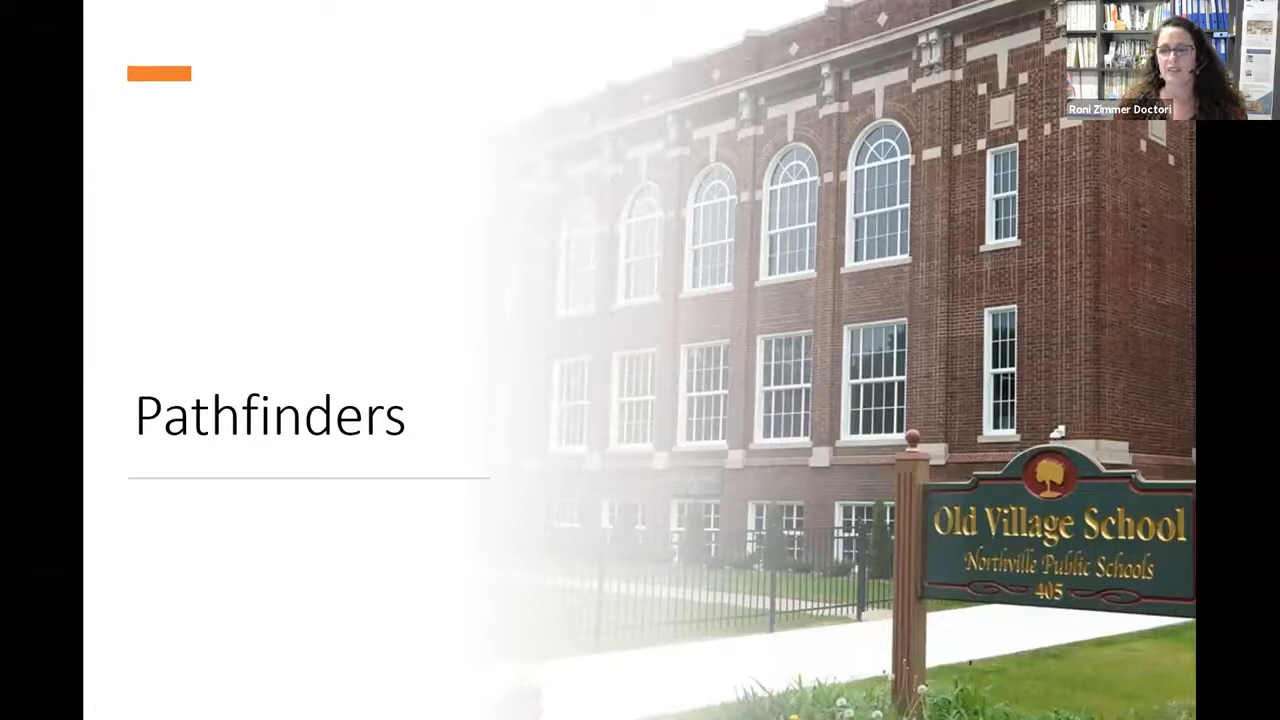 Roni Zimmer Doctori
Pathfinders
Old Village School
Northville Public Schools
405